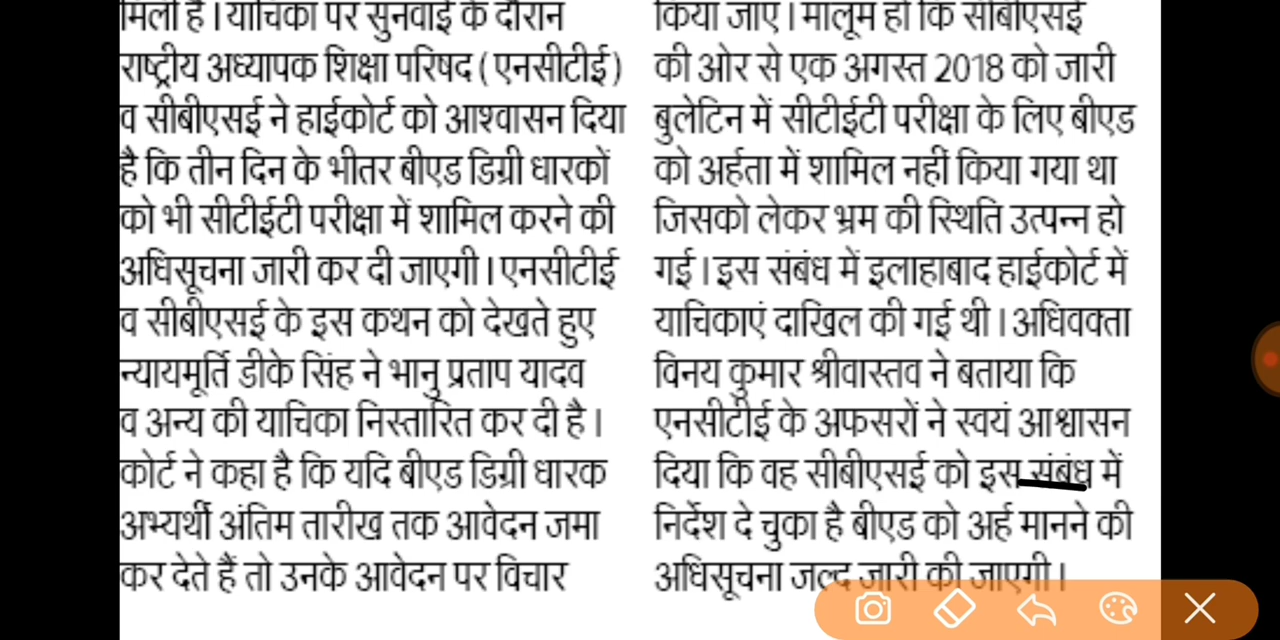 मिली है । याचिका पर सुनवाई के दौरान
राष्ट्रीय अध्यापक शिक्षा परिषद ( एनसीटीई )
व सीबीएसई ने हाईकोर्ट को आश्वासन दिया
है कि तीन दिन के भीतर बीएड डिग्री धारकों
को भी सीटीईटी परीक्षा में शामिल करने की
अधिसूचना जारी कर दी जाएगी । एनसीटीई
व सीबीएसई के इस कथन को देखते हुए
न्यायमूर्ति डीके सिंह ने भानु प्रताप यादव
व अन्य की याचिका निस्तारित कर दी है ।
कोर्ट ने कहा है कि यदि बीएड डिग्री धारक
अभ्यर्थी अंतिम तारीख तक आवेदन जमा
कर देते हैं तो उनके आवेदन पर विचार
किया जाए । मालूम हो कि सीबीएसई
की ओर से एक अगस्त 2018 को जारी
बुलेटिन में सीटीईटी परीक्षा के लिए बीएड
को अर्हता में शामिल नहीं किया गया था
जिसको लेकर भ्रम की स्थिति उत्पन्न हो
गई । इस संबंध में इलाहाबाद हाईकोर्ट में
याचिकाएं दाखिल की गई थी । अधिवक्ता
विनय कुमार श्रीवास्तव ने बताया कि
एनसीटीई के अफसरों ने स्वयं आश्वासन
दिया कि वह सीबीएसई को इस संबंध में
निर्देश दे चुका है बीएड को अर्ह मानने की
अधिसूचना जल्द जारी की जाएगी ।